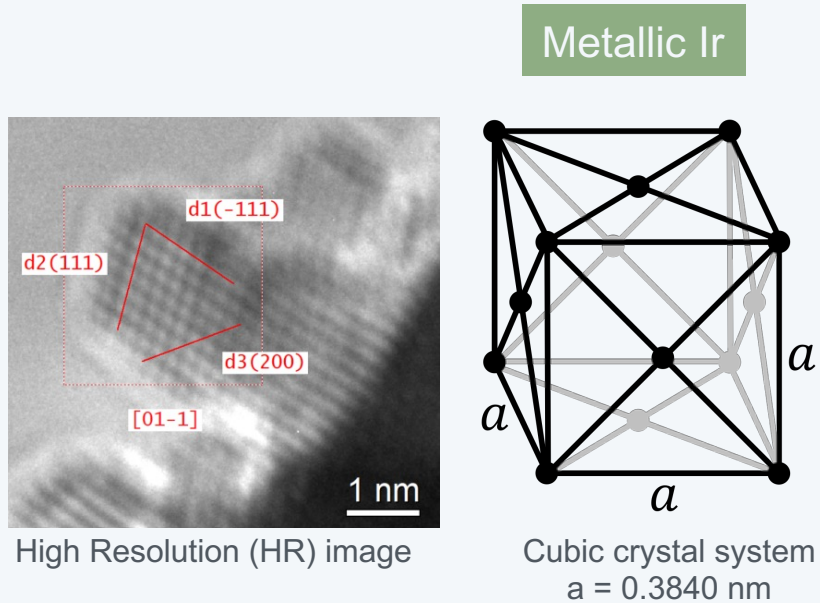 Metallic Ir
d1(-111)
d2(111)
d3(200)
[01-1]
1 nm
a
a
a
High Resolution (HR) image
Cubic crystal system
a = 0.3840 nm